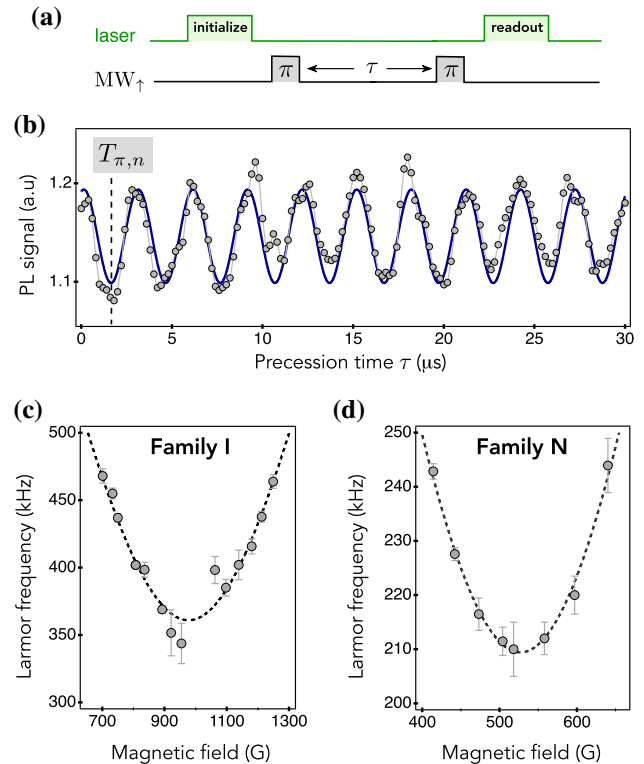 (a)
laser initialize readout
MW↑ π τ π
(b)
Tπ,n
PL signal (a.u)
1.2
1.1
0 5 10 15 20 25 30
Precession time τ (μs)
(c)
Family I
Larmor frequency (kHz)
500
450
400
350
300
700 900 1100 1300
Magnetic field (G)
(d)
Family N
Larmor frequency (kHz)
250
240
230
220
210
200
400 500 600
Magnetic field (G)